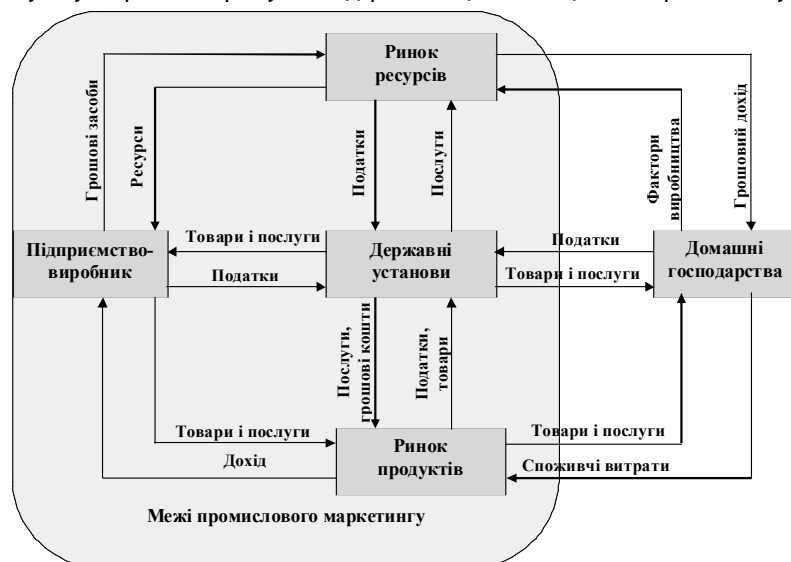 Ринок
ресурсів
Грошові засоби
Ресурси
Податки
Послуги
Фактори
виробництва
Грошовий дохід
Підприємство-
виробник
Товари і послуги
Податки
Державні
установи
Податки
Товари і послуги
Домашні
господарства
Послуги,
грошові кошти
Податки,
товари
Товари і послуги
Дохід
Ринок
продуктів
Товари і послуги
Споживчі витрати
Межі промислового маркетингу